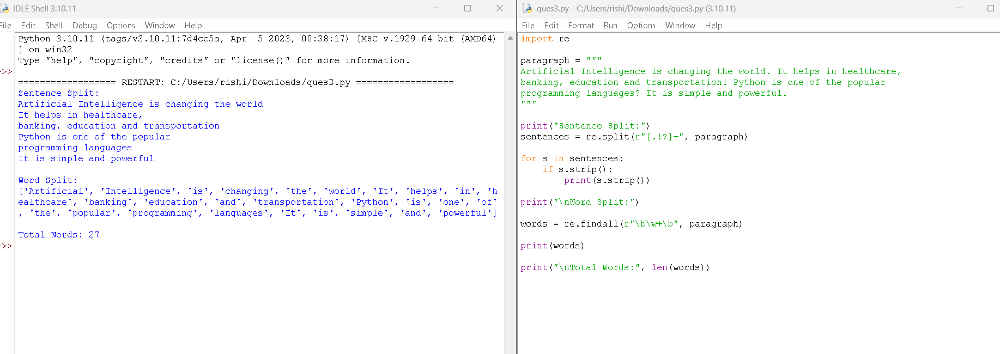 IDLE Shell 3.10.11
File Edit Shell Debug Options Window Help
Python 3.10.11 (tags/v3.10.11:7d4cc5a, Apr  5 2023, 00:38:17) [MSC v.1929 64 bit (AMD64)
] on win32
Type "help", "copyright", "credits" or "license()" for more information.
>>>
================== RESTART: C:/Users/rishi/Downloads/ques3.py ==================
Sentence Split:
Artificial Intelligence is changing the world
It helps in healthcare,
banking, education and transportation
Python is one of the popular
programming languages
It is simple and powerful

Word Split:
['Artificial', 'Intelligence', 'is', 'changing', 'the', 'world', 'It', 'helps', 'in', 'h
ealthcare', 'banking', 'education', 'and', 'transportation', 'Python', 'is', 'one', 'of'
, 'the', 'popular', 'programming', 'languages', 'It', 'is', 'simple', 'and', 'powerful']

Total Words: 27
>>>
ques3.py - C:/Users/rishi/Downloads/ques3.py (3.10.11)
File Edit Format Run Options Window Help
import re

paragraph = """
Artificial Intelligence is changing the world. It helps in healthcare,
banking, education and transportation! Python is one of the popular
programming languages? It is simple and powerful.
"""

print("Sentence Split:")
sentences = re.split(r"[.!?]+", paragraph)

for s in sentences:
    if s.strip():
        print(s.strip())

print("\nWord Split:")

words = re.findall(r"\b\w+\b", paragraph)

print(words)

print("\nTotal Words:", len(words))